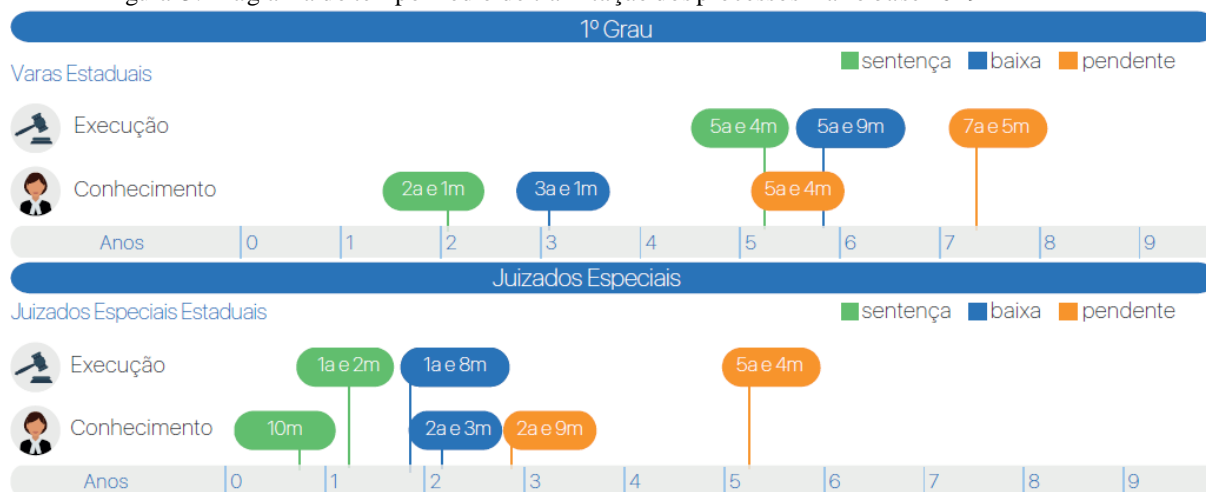 1º Grau
sentença baixa pendente
Varas Estaduais
Execução 5a e 4m 5a e 9m 7a e 5m
Conhecimento 2a e 1m 3a e 1m 5a e 4m
Anos 0 1 2 3 4 5 6 7 8 9
Juizados Especiais
Juizados Especiais Estaduais sentença baixa pendente
Execução 1a e 2m 1a e 8m 5a e 4m
Conhecimento 10m 2a e 3m 2a e 9m
Anos 0 1 2 3 4 5 6 7 8 9